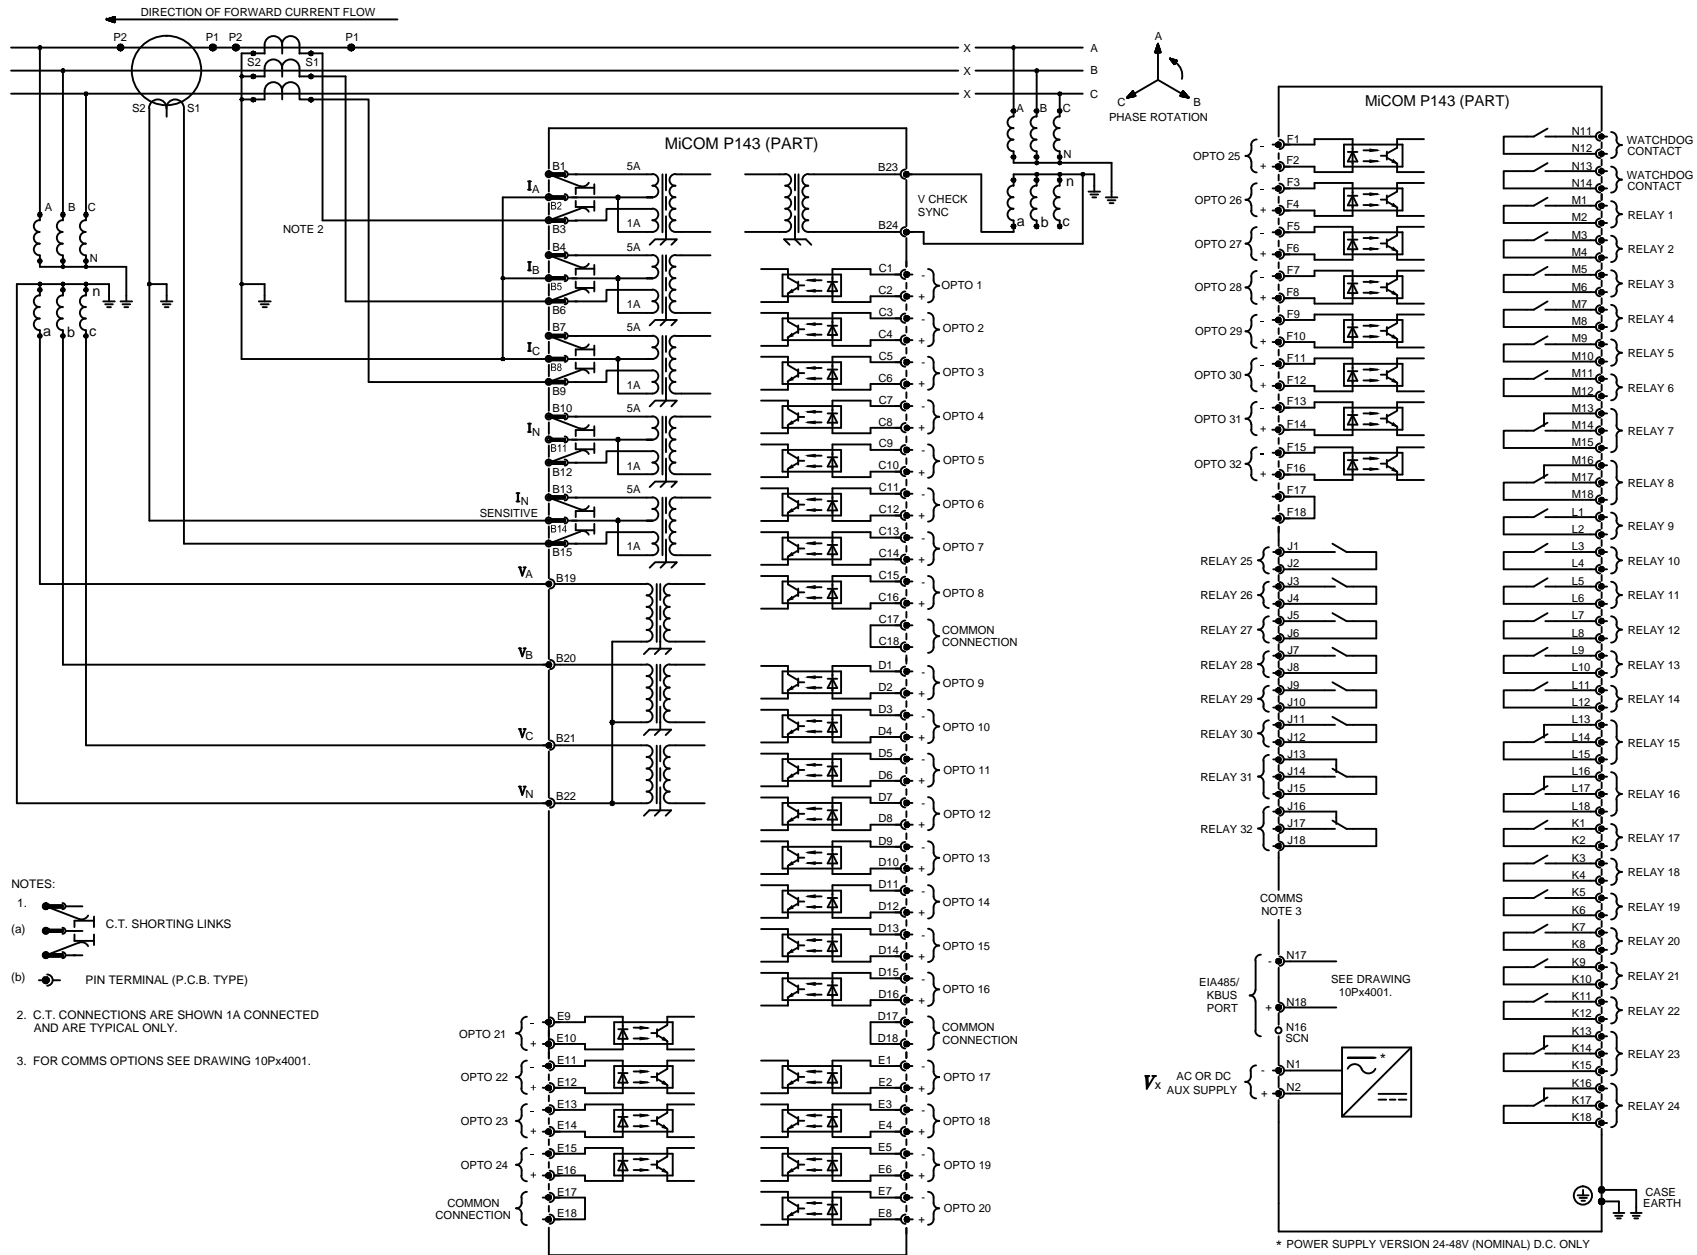 DIRECTION OF FORWARD CURRENT FLOW
P2
P1
P2
P1
S2
S1
S2
S1
X
A
X
B
X
C
A
C
B
PHASE ROTATION
A
B
C
N
n
a
b
c
A
B
C
N
n
a
b
c
NOTE 2
MiCOM P143 (PART)
B1
5A
IA
B2
1A
B3
B4
5A
IB
B5
1A
B6
B7
5A
IC
B8
1A
B9
B10
5A
IN
B11
1A
B12
B13
5A
IN
SENSITIVE
B14
1A
B15
VA
B19
VB
B20
VC
B21
VN
B22
B23
V CHECK
SYNC
B24
C1 -
C2 +
OPTO 1
C3 -
C4 +
OPTO 2
C5 -
C6 +
OPTO 3
C7 -
C8 +
OPTO 4
C9 -
C10 +
OPTO 5
C11 -
C12 +
OPTO 6
C13 -
C14 +
OPTO 7
C15 -
C16 +
OPTO 8
C17
C18
COMMON
CONNECTION
D1 -
D2 +
OPTO 9
D3 -
D4 +
OPTO 10
D5 -
D6 +
OPTO 11
D7 -
D8 +
OPTO 12
D9 -
D10 +
OPTO 13
D11 -
D12 +
OPTO 14
D13 -
D14 +
OPTO 15
D15 -
D16 +
OPTO 16
D17
D18
COMMON
CONNECTION
E1 -
E2 +
OPTO 17
E3 -
E4 +
OPTO 18
E5 -
E6 +
OPTO 19
E7 -
E8 +
OPTO 20
OPTO 21
- E9
+ E10
OPTO 22
- E11
+ E12
OPTO 23
- E13
+ E14
OPTO 24
- E15
+ E16
COMMON
CONNECTION
E17
E18
NOTES:
1.
(a)
C.T. SHORTING LINKS
(b)
PIN TERMINAL (P.C.B. TYPE)
2. C.T. CONNECTIONS ARE SHOWN 1A CONNECTED
AND ARE TYPICAL ONLY.
3. FOR COMMS OPTIONS SEE DRAWING 10Px4001.
MiCOM P143 (PART)
OPTO 25
- F1
+ F2
OPTO 26
- F3
+ F4
OPTO 27
- F5
+ F6
OPTO 28
- F7
+ F8
OPTO 29
- F9
+ F10
OPTO 30
- F11
+ F12
OPTO 31
- F13
+ F14
OPTO 32
- F15
+ F16
F17
F18
RELAY 25
J1
J2
RELAY 26
J3
J4
RELAY 27
J5
J6
RELAY 28
J7
J8
RELAY 29
J9
J10
RELAY 30
J11
J12
RELAY 31
J13
J14
J15
RELAY 32
J16
J17
J18
COMMS
NOTE 3
EIA485/
KBUS
PORT
- N17
+ N18
N16
SCN
SEE DRAWING
10Px4001.
Vx
AC OR DC
AUX SUPPLY
- N1
+ N2
*
N11
N12
WATCHDOG
CONTACT
N13
N14
WATCHDOG
CONTACT
M1
M2
RELAY 1
M3
M4
RELAY 2
M5
M6
RELAY 3
M7
M8
RELAY 4
M9
M10
RELAY 5
M11
M12
RELAY 6
M13
M14
M15
RELAY 7
M16
M17
M18
RELAY 8
L1
L2
RELAY 9
L3
L4
RELAY 10
L5
L6
RELAY 11
L7
L8
RELAY 12
L9
L10
RELAY 13
L11
L12
RELAY 14
L13
L14
L15
RELAY 15
L16
L17
L18
RELAY 16
K1
K2
RELAY 17
K3
K4
RELAY 18
K5
K6
RELAY 19
K7
K8
RELAY 20
K9
K10
RELAY 21
K11
K12
RELAY 22
K13
K14
K15
RELAY 23
K16
K17
K18
RELAY 24
CASE
EARTH
* POWER SUPPLY VERSION 24-48V (NOMINAL) D.C. ONLY